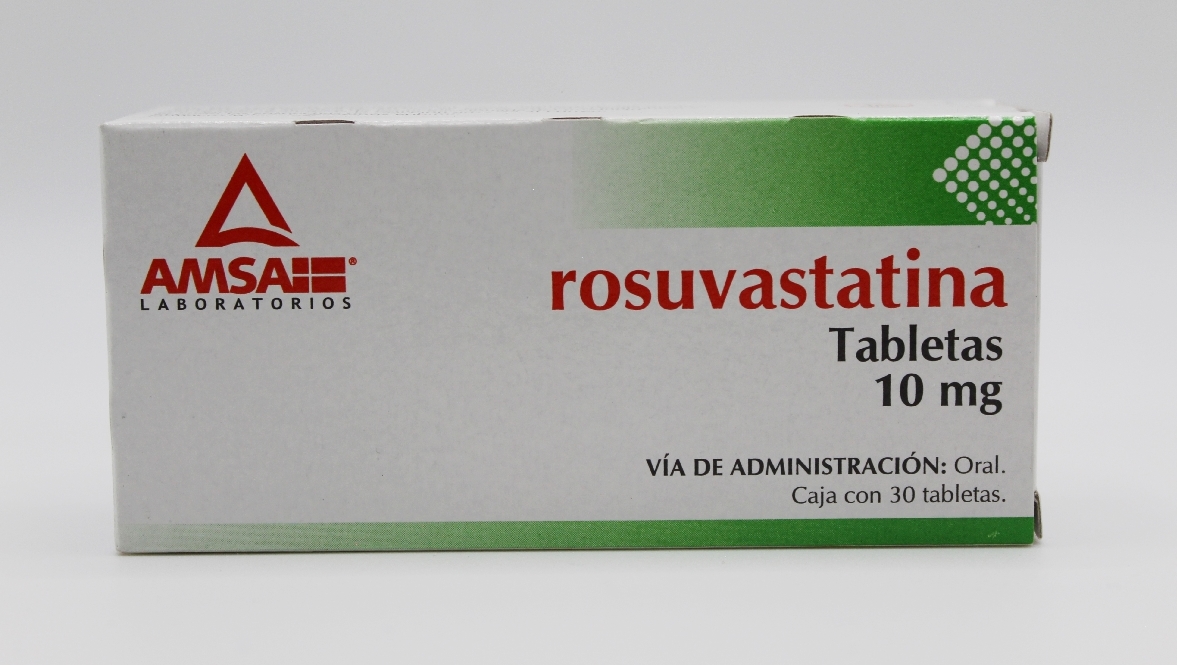 AMSA®
LABORATORIOS
rosuvastatina
Tabletas
10 mg
VÍA DE ADMINISTRACIÓN: Oral.
Caja con 30 tabletas.